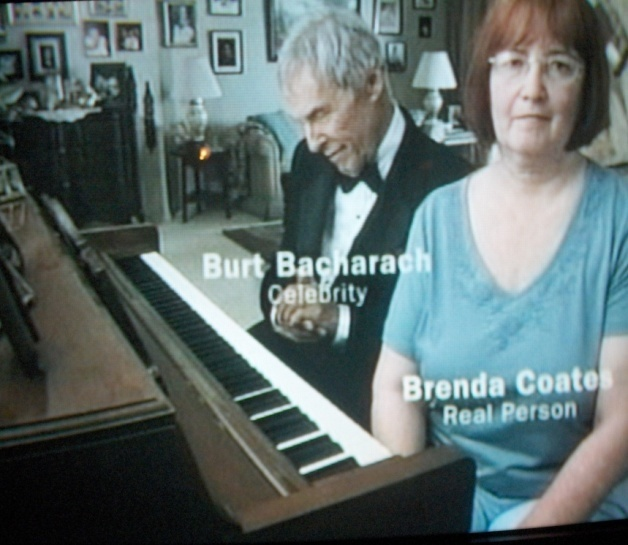 Burt Bacharach
Celebrity
Brenda Coates
Real Person